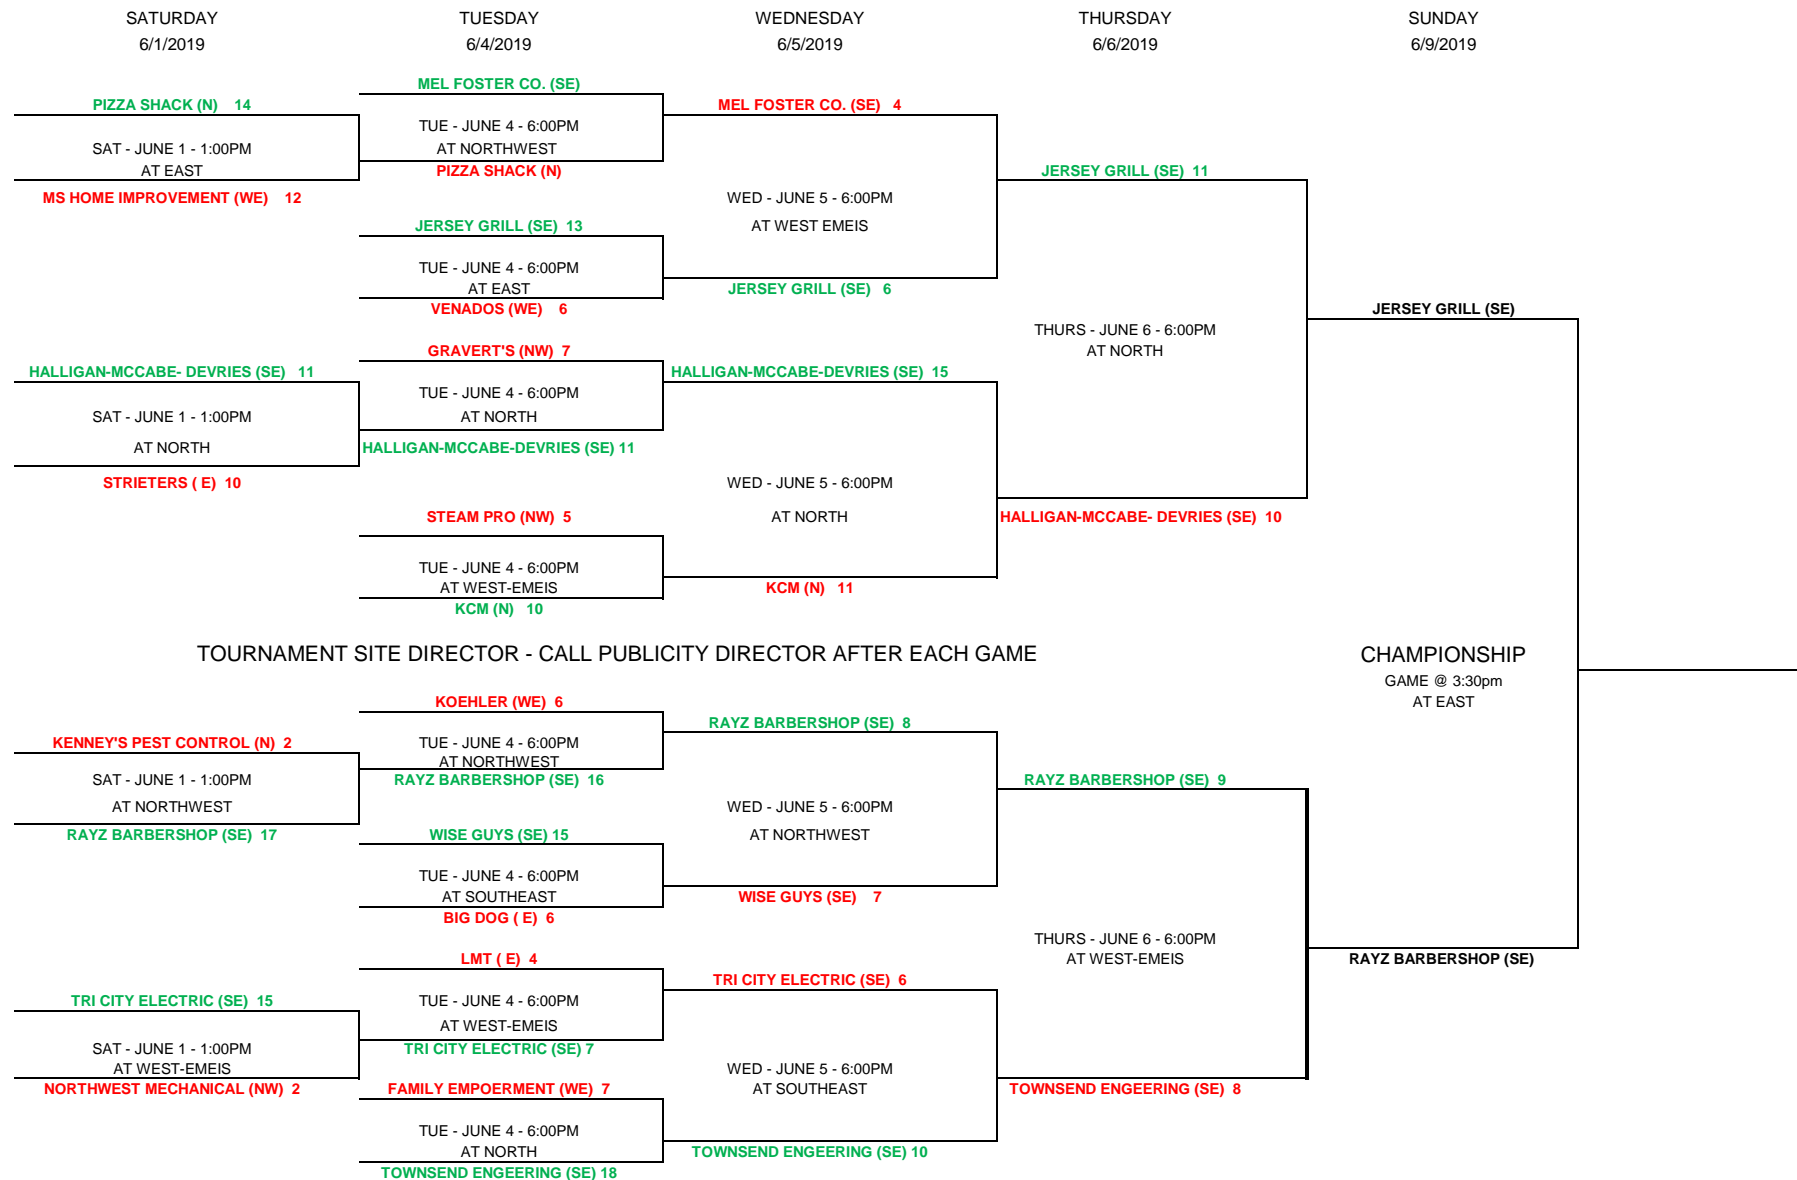 SATURDAY
6/1/2019
TUESDAY
6/4/2019
WEDNESDAY
6/5/2019
THURSDAY
6/6/2019
SUNDAY
6/9/2019
PIZZA SHACK (N) 14
SAT - JUNE 1 - 1:00PM
AT EAST
MS HOME IMPROVEMENT (WE) 12
HALLIGAN-MCCABE- DEVRIES (SE) 11
SAT - JUNE 1 - 1:00PM
AT NORTH
STRIETERS ( E) 10
MEL FOSTER CO. (SE)
TUE - JUNE 4 - 6:00PM
AT NORTHWEST
PIZZA SHACK (N)
JERSEY GRILL (SE) 13
TUE - JUNE 4 - 6:00PM
AT EAST
VENADOS (WE) 6
GRAVERT'S (NW) 7
TUE - JUNE 4 - 6:00PM
AT NORTH
HALLIGAN-MCCABE-DEVRIES (SE) 11
STEAM PRO (NW) 5
TUE - JUNE 4 - 6:00PM
AT WEST-EMEIS
KCM (N) 10
MEL FOSTER CO. (SE) 4
WED - JUNE 5 - 6:00PM
AT WEST EMEIS
JERSEY GRILL (SE) 6
HALLIGAN-MCCABE-DEVRIES (SE) 15
WED - JUNE 5 - 6:00PM
AT NORTH
KCM (N) 11
JERSEY GRILL (SE) 11
THURS - JUNE 6 - 6:00PM
AT NORTH
HALLIGAN-MCCABE- DEVRIES (SE) 10
JERSEY GRILL (SE)
TOURNAMENT SITE DIRECTOR - CALL PUBLICITY DIRECTOR AFTER EACH GAME
CHAMPIONSHIP
GAME @ 3:30pm
AT EAST
KENNEY'S PEST CONTROL (N) 2
SAT - JUNE 1 - 1:00PM
AT NORTHWEST
RAYZ BARBERSHOP (SE) 17
TRI CITY ELECTRIC (SE) 15
SAT - JUNE 1 - 1:00PM
AT WEST-EMEIS
NORTHWEST MECHANICAL (NW) 2
KOEHLER (WE) 6
TUE - JUNE 4 - 6:00PM
AT NORTHWEST
RAYZ BARBERSHOP (SE) 16
WISE GUYS (SE) 15
TUE - JUNE 4 - 6:00PM
AT SOUTHEAST
BIG DOG ( E) 6
LMT ( E) 4
TUE - JUNE 4 - 6:00PM
AT WEST-EMEIS
TRI CITY ELECTRIC (SE) 7
FAMILY EMPOERMENT (WE) 7
TUE - JUNE 4 - 6:00PM
AT NORTH
TOWNSEND ENGEERING (SE) 18
RAYZ BARBERSHOP (SE) 8
WED - JUNE 5 - 6:00PM
AT NORTHWEST
WISE GUYS (SE) 7
TRI CITY ELECTRIC (SE) 6
WED - JUNE 5 - 6:00PM
AT SOUTHEAST
TOWNSEND ENGEERING (SE) 10
RAYZ BARBERSHOP (SE) 9
THURS - JUNE 6 - 6:00PM
AT WEST-EMEIS
TOWNSEND ENGEERING (SE) 8
RAYZ BARBERSHOP (SE)